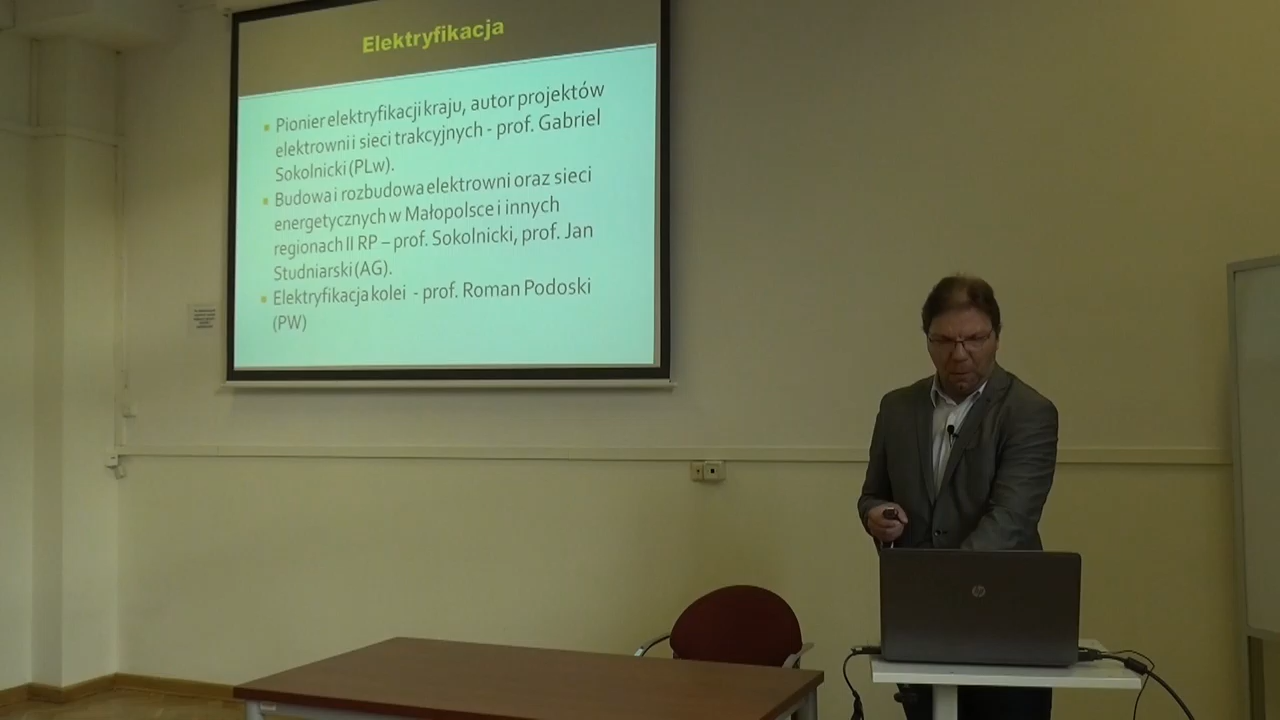 Elektryfikacja
Pionier elektryfikacji kraju, autor projektów
elektrowni i sieci trakcyjnych - prof. Gabriel
Sokolnicki (PLw).
Budowa i rozbudowa elektrowni oraz sieci
energetycznych w Małopolsce i innych
regionach II RP – prof. Sokolnicki, prof. Jan
Studniarski (AG).
Elektryfikacja kolei - prof. Roman Podoski
(PW)
hp